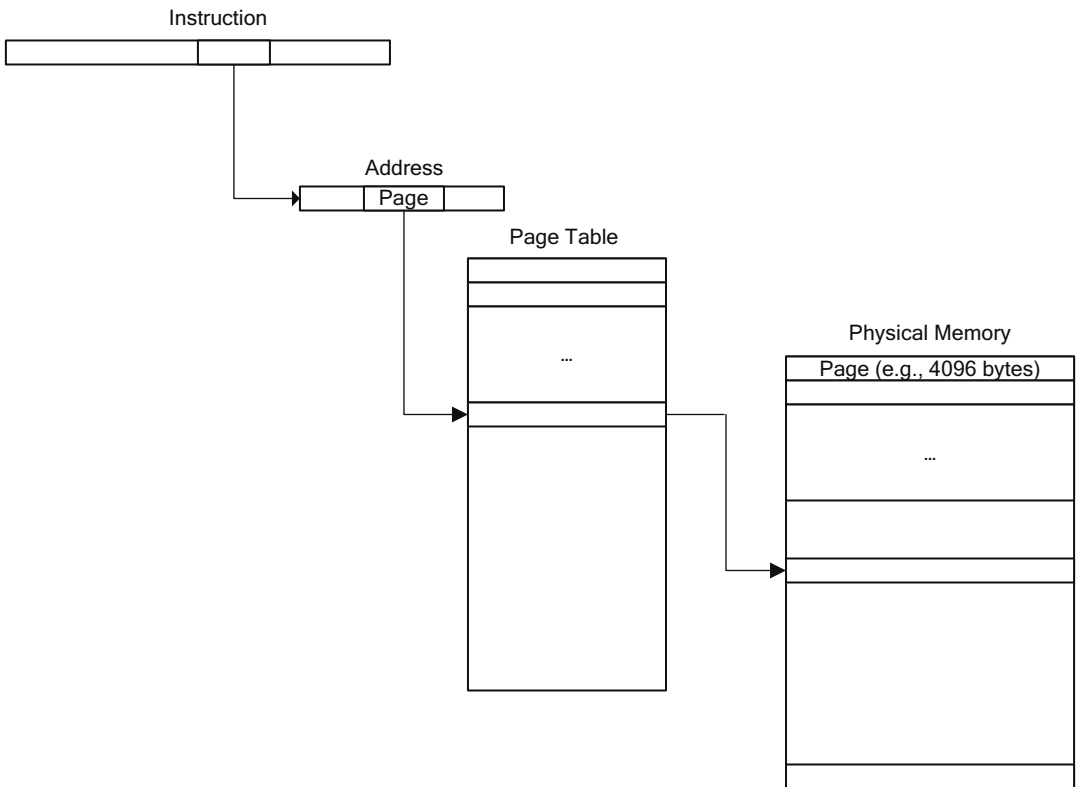 Instruction
Address
Page
Page Table
...
Physical Memory
Page (e.g., 4096 bytes)
...